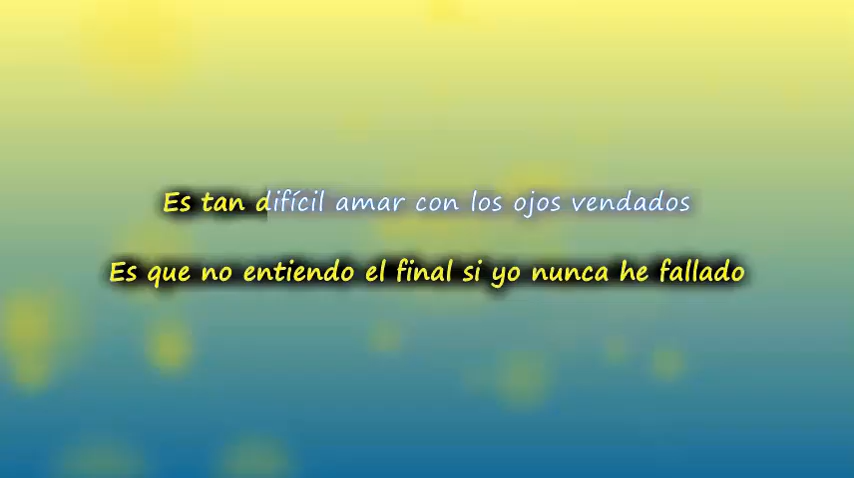 Es tan difícil amar con los ojos vendados
Es que no entiendo el final si yo nunca he fallado